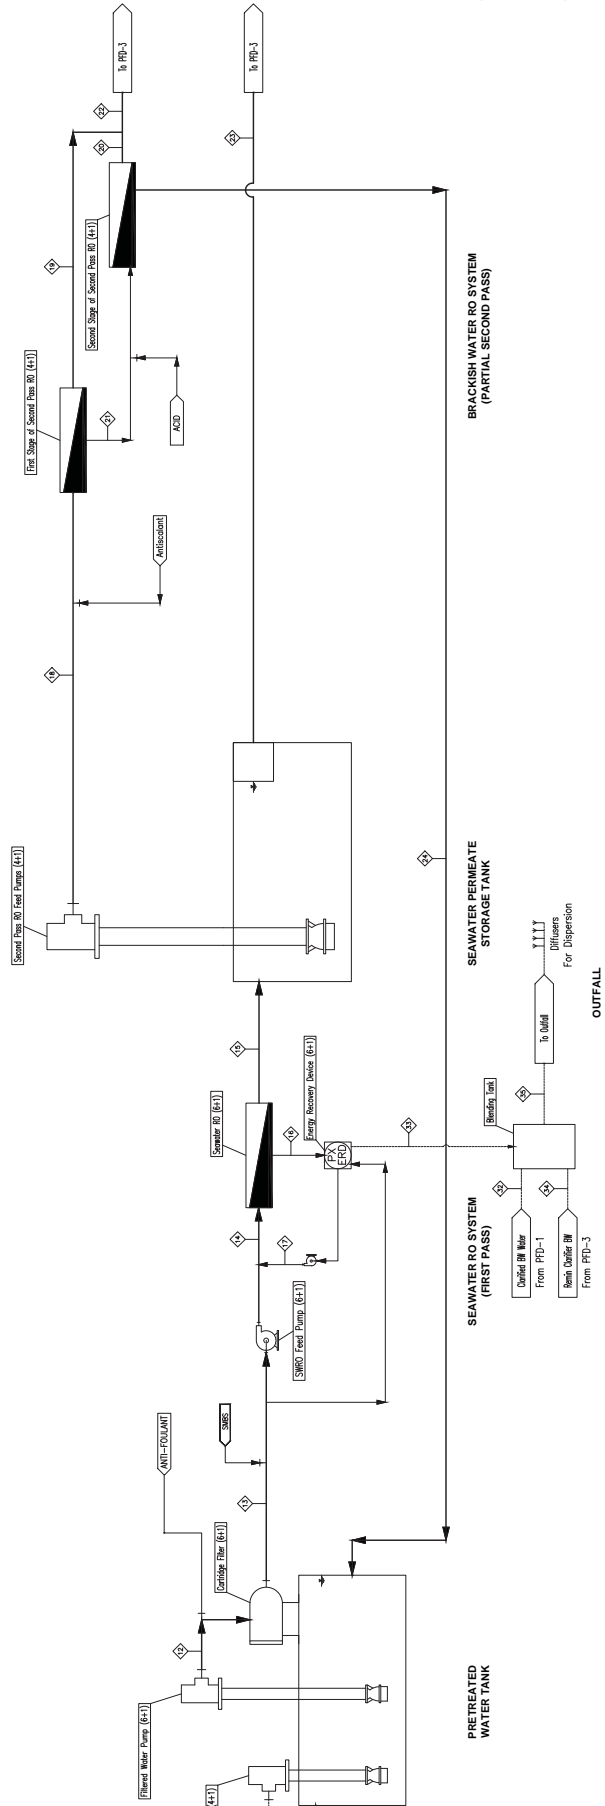 To PFD-3
To PFD-3
22
20
23
Second Stage of Second Pass RO (4+1)
19
First Stage of Second Pass RO (4+1)
21
ACID
BRACKISH WATER RO SYSTEM
(PARTIAL SECOND PASS)
Antiscalant
18
24
Second Pass RO Feed Pumps (4+1)
SEAWATER PERMEATE
STORAGE TANK
Diffusers
For Dispersion
OUTFALL
To Outfall
15
Seawater RO (6+1)
16
Energy Recovery Device (6+1)
PX
ERD
33
35
Blending Tank
14
17
32
34
Clarified BW Water
From PFD-1
Remin Clarifier BW
From PFD-3
SEAWATER RO SYSTEM
(FIRST PASS)
SWRO Feed Pump (6+1)
ANTI-FOULANT
SMBS
13
Cartridge Filter (6+1)
12
Filtered Water Pump (6+1)
PRETREATED
WATER TANK
(4+1)